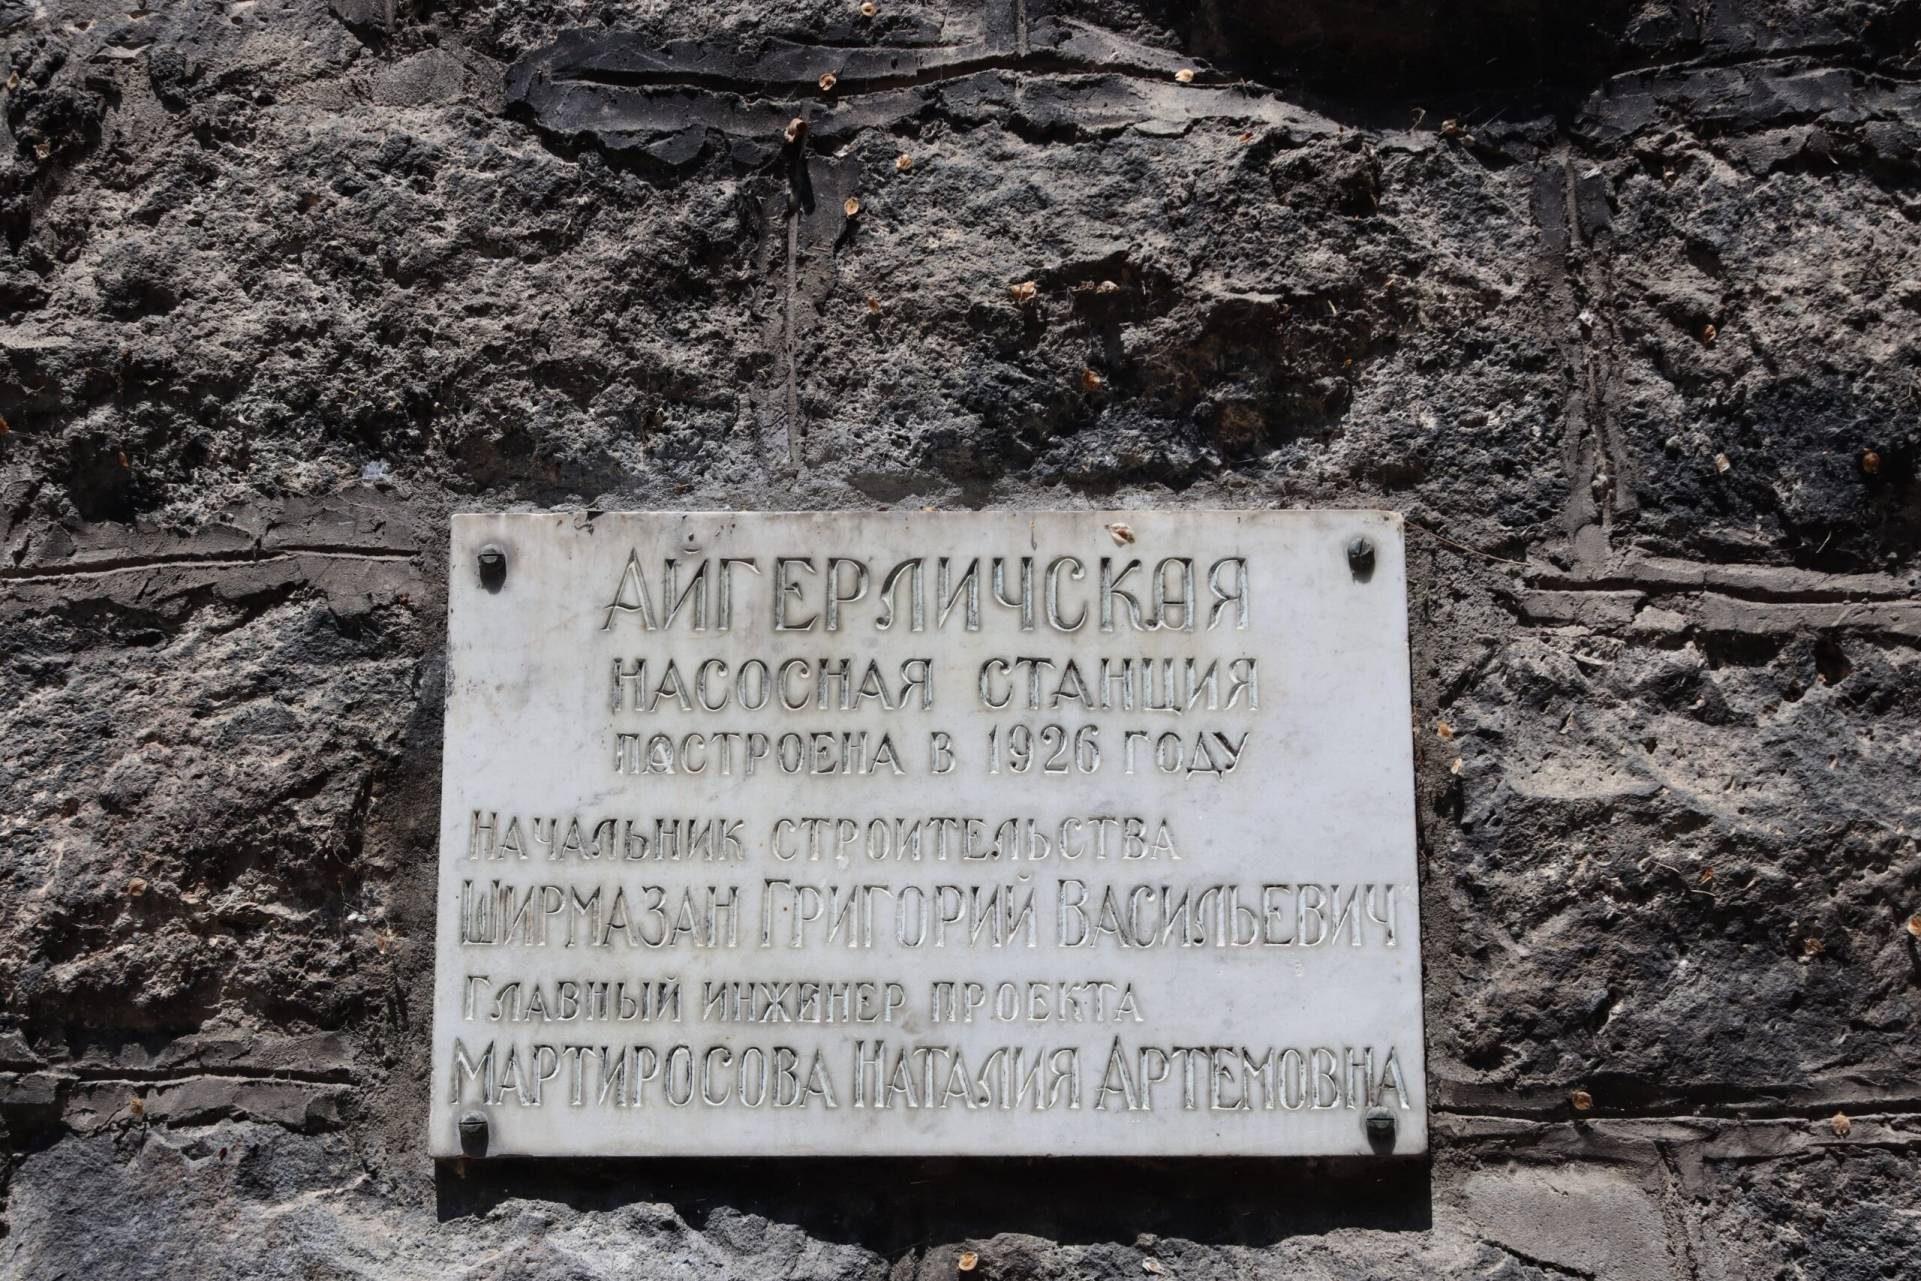 АЙГЕРЛИЧСКАЯ
НАСОСНАЯ СТАНЦИЯ
ПОСТРОЕНА В 1926 ГОДУ
НАЧАЛЬНИК СТРОИТЕЛЬСТВА
ШИРМАЗАН ГРИГОРИЙ ВАСИЛЬЕВИЧ
ГЛАВНЫЙ ИНЖЕНЕР ПРОЕКТА
МАРТИРОСОВА НАТАЛИЯ АРТЕМОВНА